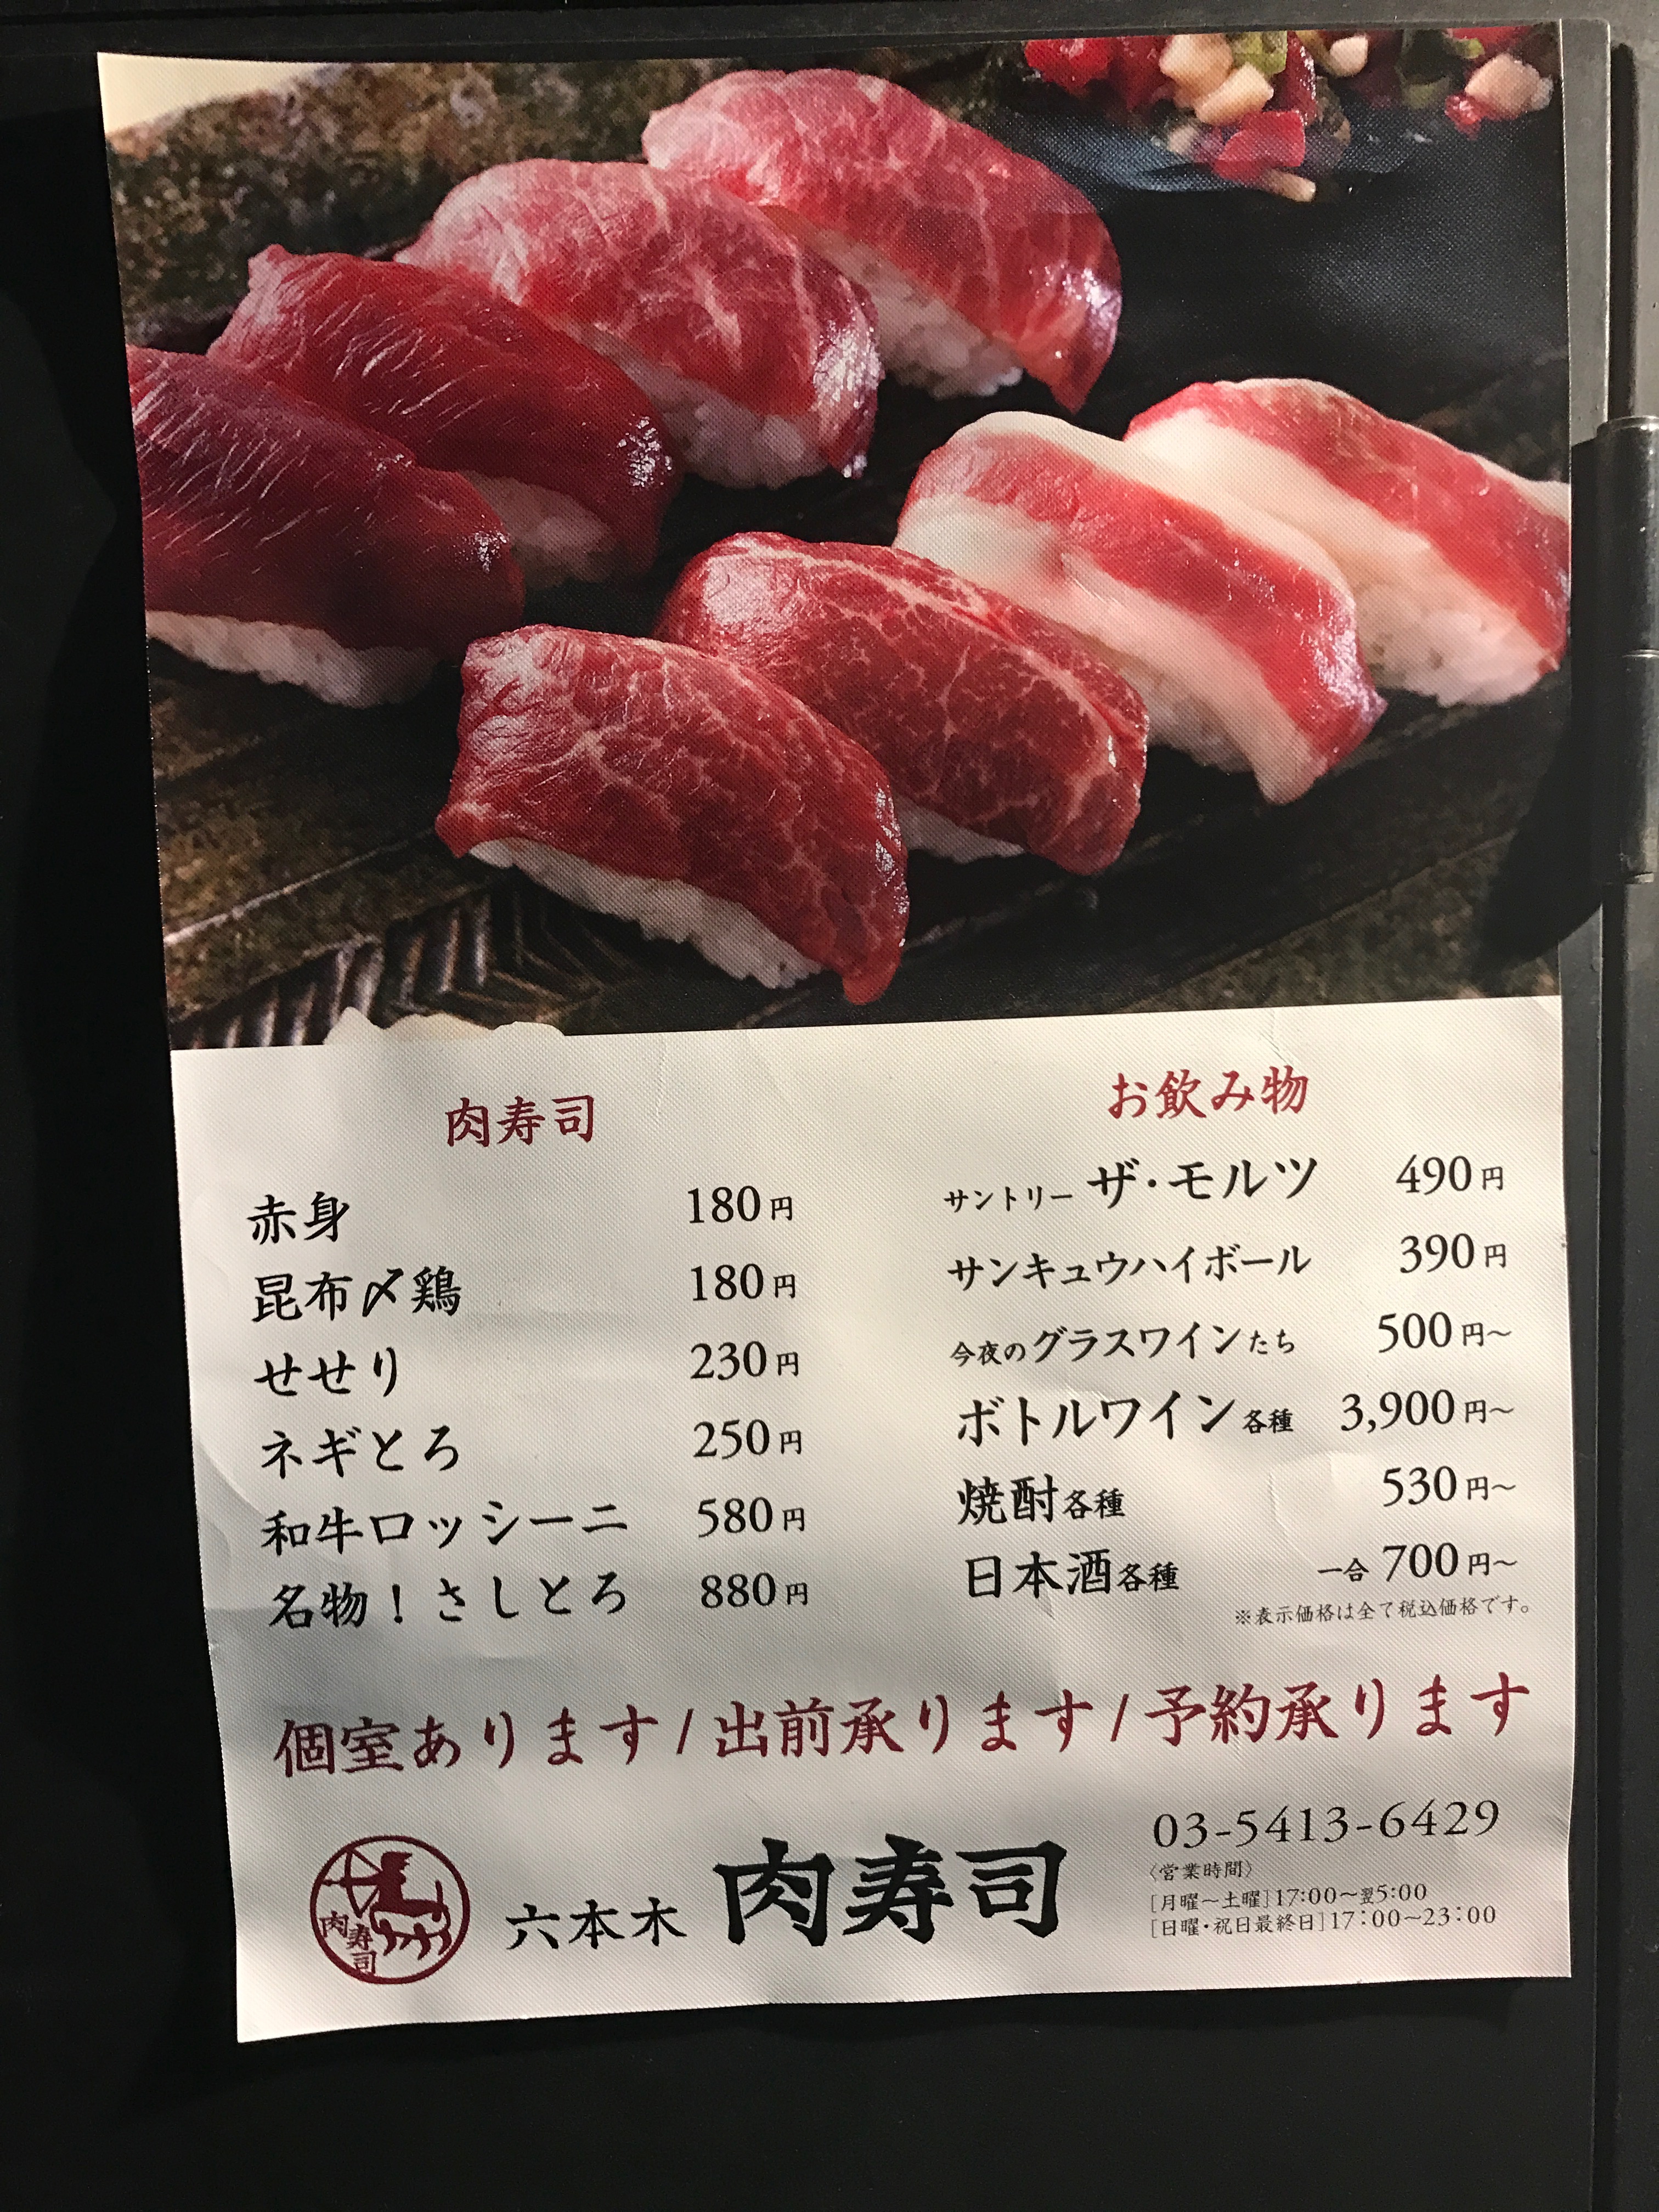 肉寿司
赤身 180円
昆布〆鶏 180円
せせり 230円
ネギとろ 250円
和牛ロッシーニ 580円
名物！さしとろ 880円
お飲み物
サントリー ザ・モルツ 490円
サンキュウハイボール 390円
今夜のグラスワインたち 500円〜
ボトルワイン各種 3,900円〜
焼酎各種 530円〜
日本酒各種 一合 700円〜
※表示価格は全て税込価格です。
個室あります/出前承ります/予約承ります
肉寿司
六本木 肉寿司
03-5413-6429
〈営業時間〉
[月曜〜土曜]17:00〜翌5:00
[日曜・祝日最終日]17:00〜23:00